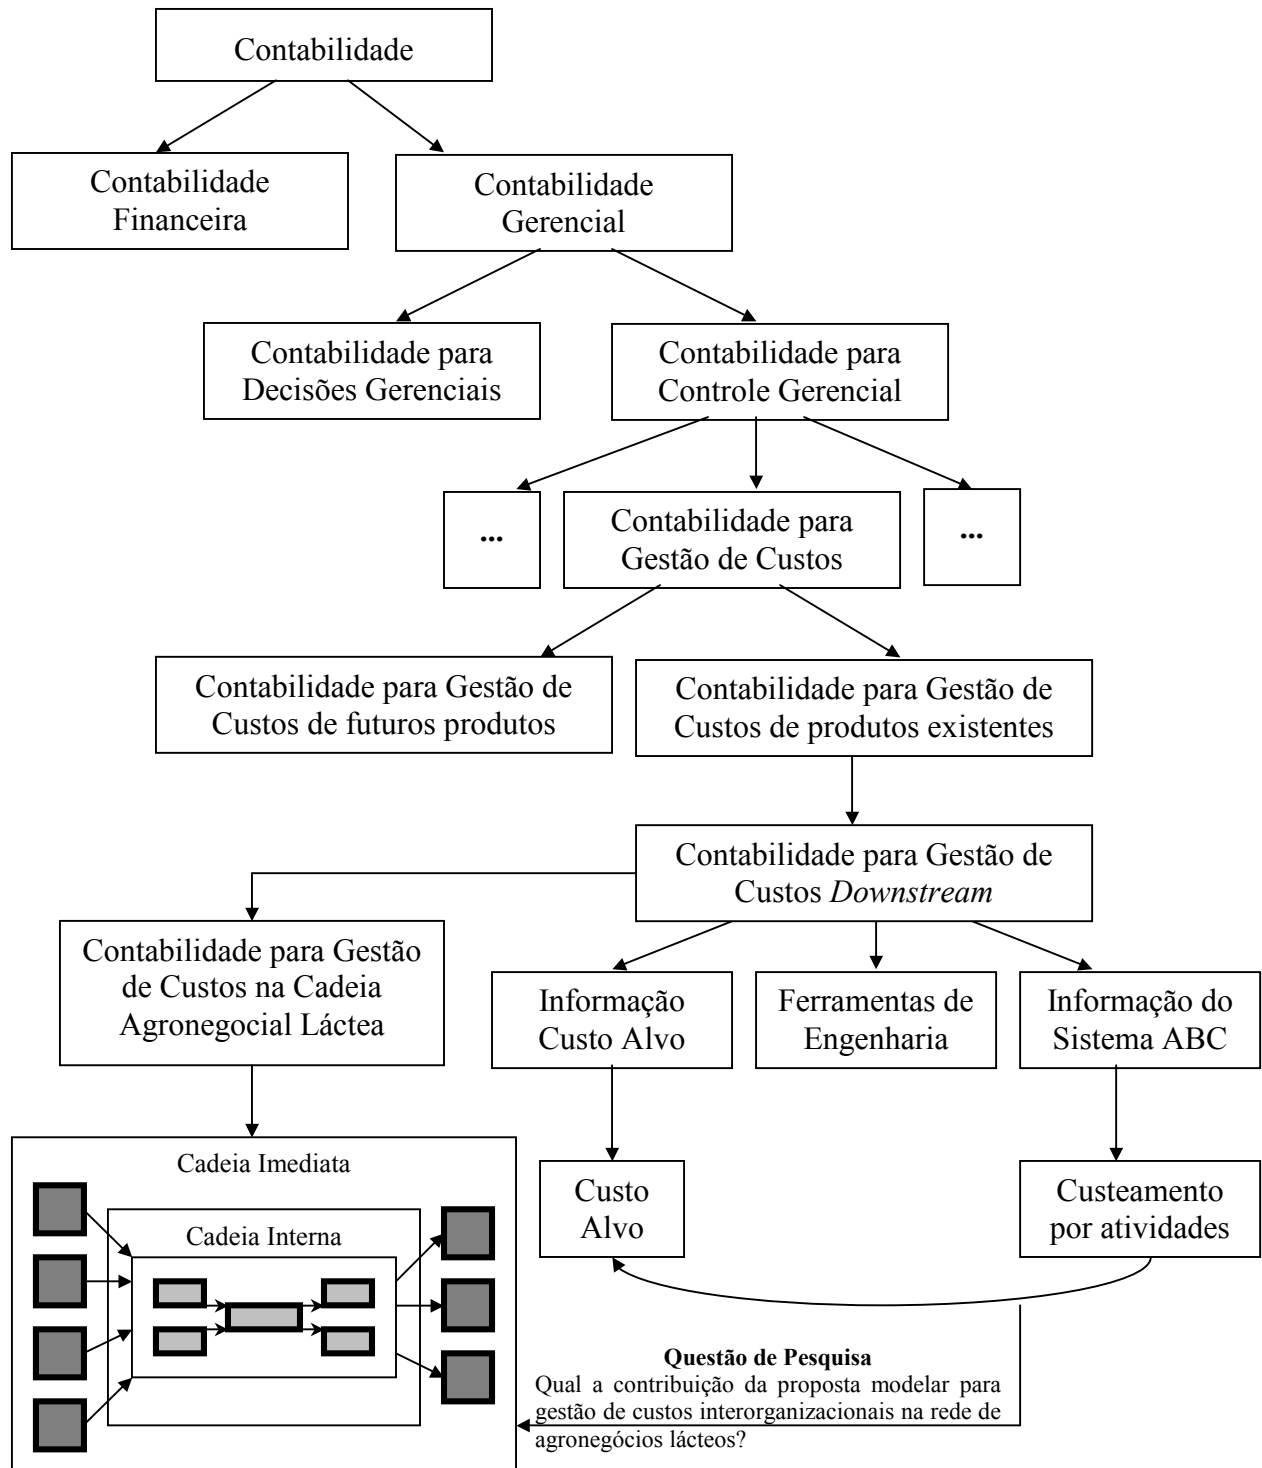 Contabilidade
Contabilidade
Financeira
Contabilidade
Gerencial
Contabilidade para
Decisões Gerenciais
Contabilidade para
Controle Gerencial
...
Contabilidade para
Gestão de Custos
...
Contabilidade para Gestão de
Custos de futuros produtos
Contabilidade para Gestão de
Custos de produtos existentes
Contabilidade para Gestão de
Custos Downstream
Contabilidade para Gestão
de Custos na Cadeia
Agronegocial Láctea
Informação
Custo Alvo
Ferramentas de
Engenharia
Informação do
Sistema ABC
Cadeia Imediata
Cadeia Interna
Custo
Alvo
Custeamento
por atividades
Questão de Pesquisa
Qual a contribuição da proposta modelar para
gestão de custos interorganizacionais na rede de
agronegócios lácteos?